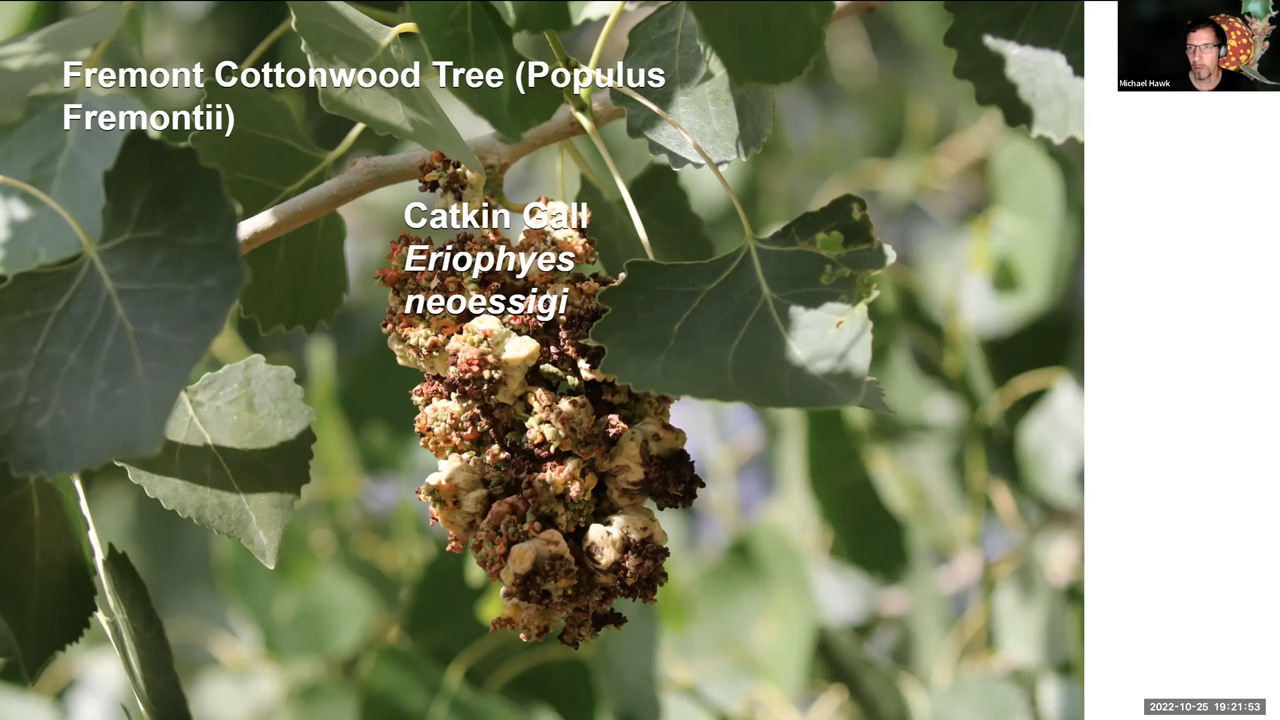 Fremont Cottonwood Tree (Populus
Fremontii)
Catkin Gall
Eriophyes
neoessigi
Michael Hawk
2022-10-25 19:21:53